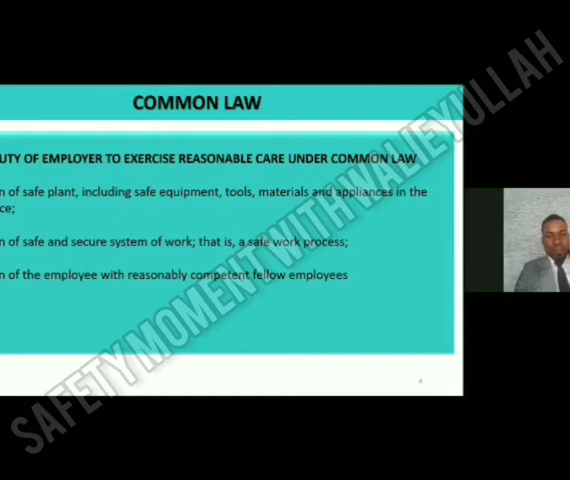 COMMON LAW
UTY OF EMPLOYER TO EXERCISE REASONABLE CARE UNDER COMMON LAW
n of safe plant, including safe equipment, tools, materials and appliances in the
ce;
n of safe and secure system of work; that is, a safe work process;
n of the employee with reasonably competent fellow employees
SAFETY MOMENT WITH WALIEYULLAH